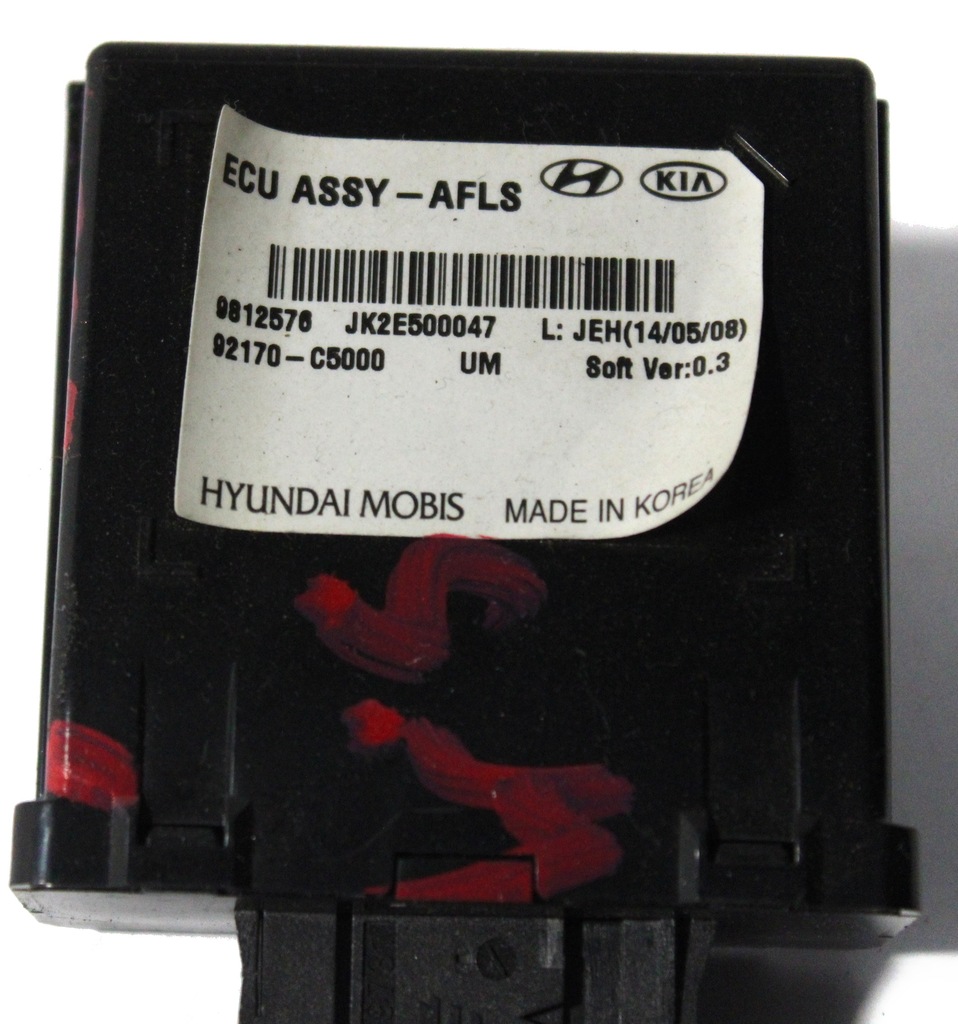 ECU ASSY-AFLS KIA
9812576 JK2E500047 L: JEH(14/05/08)
92170-C5000 UM Soft Ver:0.3
HYUNDAI MOBIS MADE IN KOREA